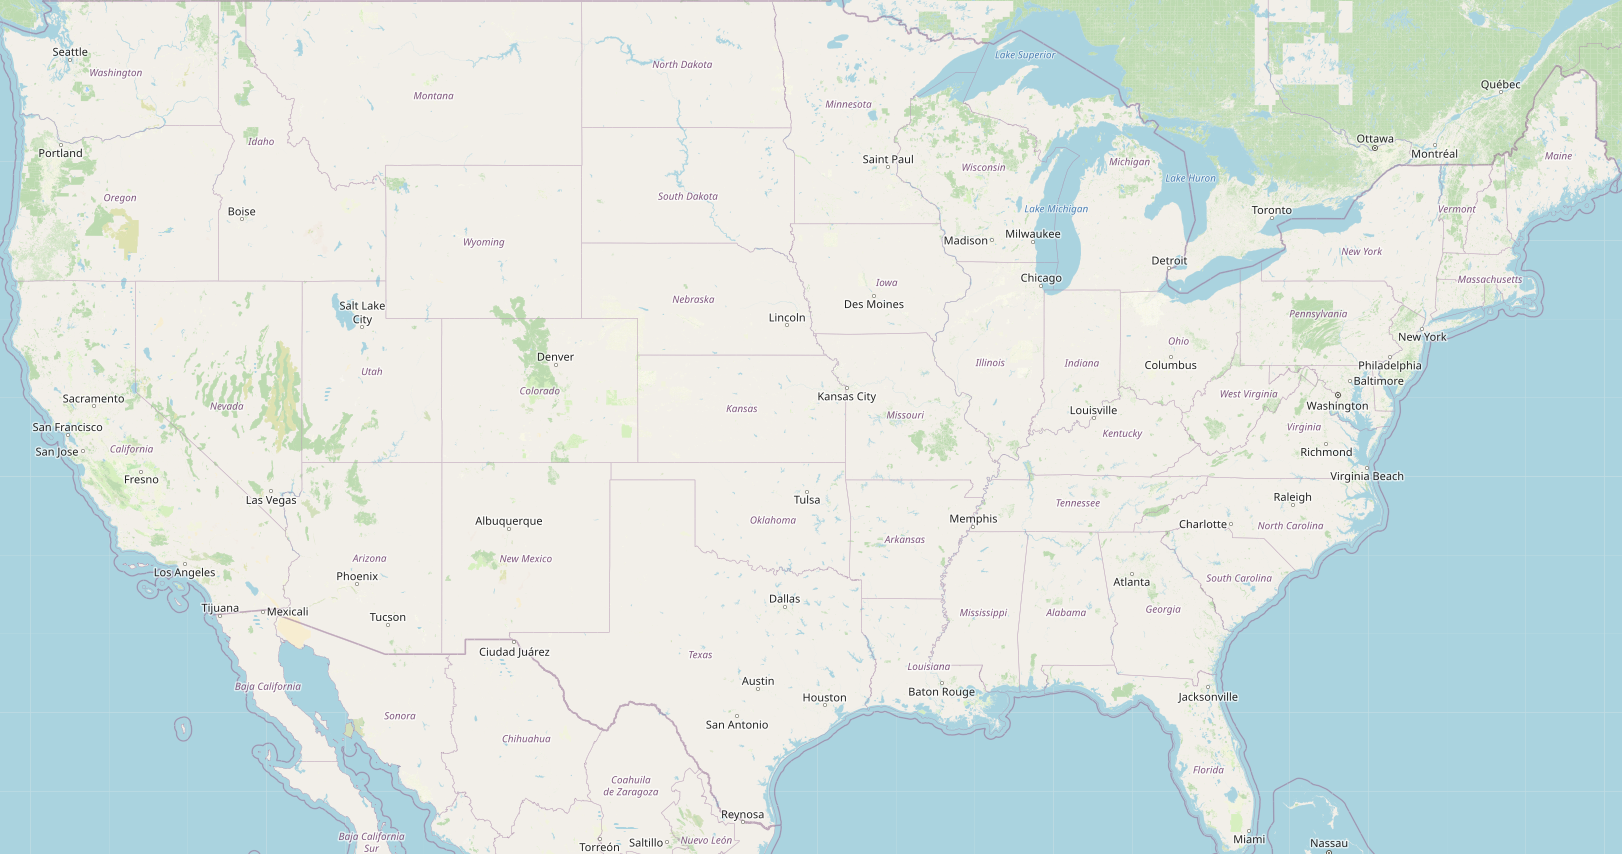 Seattle
Washington
Montana
North Dakota
Minnesota
Lake Superior
Québec
Portland
Idaho
Saint Paul
Wisconsin
Michigan
Ottawa
Montréal
Maine
Oregon
Boise
South Dakota
Lake Huron
Lake Michigan
Toronto
Vermont
Wyoming
Madison
Milwaukee
Detroit
New York
Chicago
Iowa
Massachusetts
Salt Lake
City
Nebraska
Des Moines
Lincoln
Pennsylvania
New York
Ohio
Denver
Utah
Colorado
Illinois
Indiana
Columbus
Philadelphia
Baltimore
Sacramento
Nevada
Kansas
Kansas City
Missouri
Louisville
West Virginia
Washington
San Francisco
San Jose
California
Kentucky
Virginia
Richmond
Fresno
Virginia Beach
Las Vegas
Tulsa
Tennessee
Raleigh
Albuquerque
Oklahoma
Memphis
Charlotte
North Carolina
Arkansas
Arizona
New Mexico
Los Angeles
Phoenix
Atlanta
South Carolina
Dallas
Tijuana
Mexicali
Tucson
Mississippi
Alabama
Georgia
Ciudad Juárez
Texas
Louisiana
Baja California
Austin
Houston
Baton Rouge
Jacksonville
Sonora
San Antonio
Chihuahua
Florida
Coahuila
de Zaragoza
Reynosa
Baja California
Sur
Torreón
Saltillo
Nuevo León
Miami
Nassau